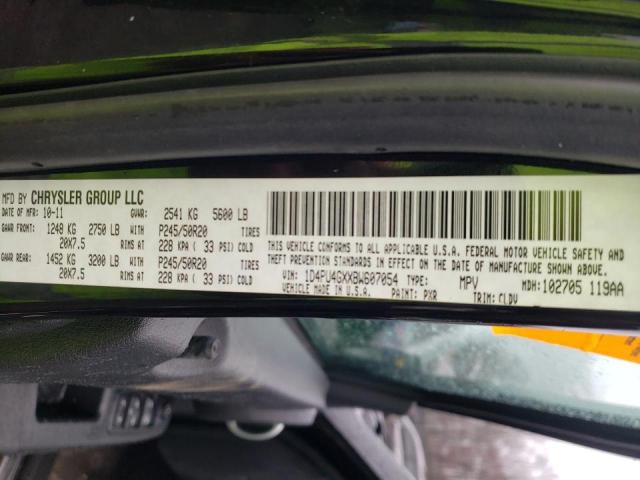 MFD BY CHRYSLER GROUP LLC
DATE OF MFR: 10-11 GVWR: 2541 KG 5600 LB
GAWR FRONT: 1248 KG 2750 LB P245/50R20 TIRES
20X7.5 RIMS AT 228 KPA ( 33 PSI) COLD
WITH
GAWR REAR: 1452 KG 3200 LB P245/50R20 TIRES
20X7.5 RIMS AT 228 KPA ( 33 PSI) COLD
WITH
THIS VEHICLE CONFORMS TO ALL APPLICABLE U.S.A. FEDERAL MOTOR VEHICLE SAFETY AND
THEFT PREVENTION STANDARDS IN EFFECT ON THE DATE OF MANUFACTURE SHOWN ABOVE.
VIN: 1D4PU4GXXBW607054 TYPE: MPV MDH:102705 119AA
VEHICLE MADE IN U.S.A. PAINT: PXR TRIM: CLDV